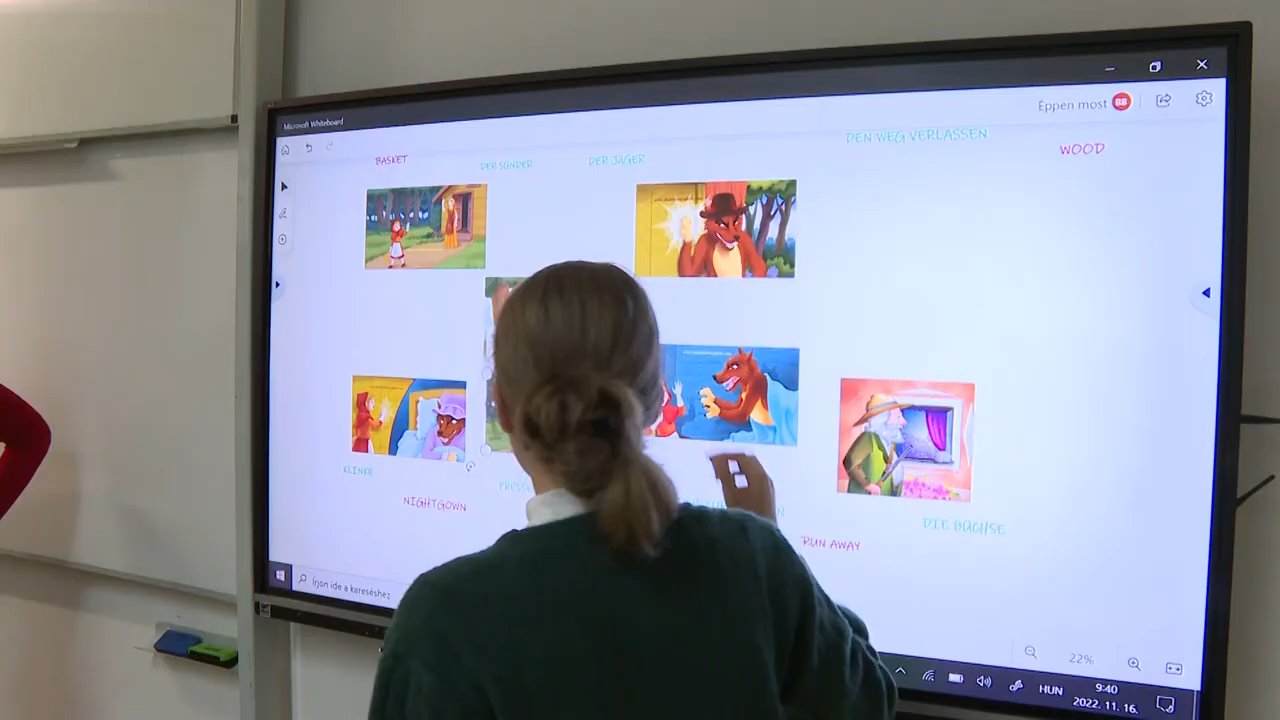 Microsoft Whiteboard
Éppen most
88
DEN WEG VERLASSEN
WOOD
BASKET
DER SÜNDER
DER JÄGER
KLINKE
NIGHTGOWN
DIE BÜCHSE
RUN AWAY
Írjon ide a kereséshez
22%
HUN
9:40
2022. 11. 16.